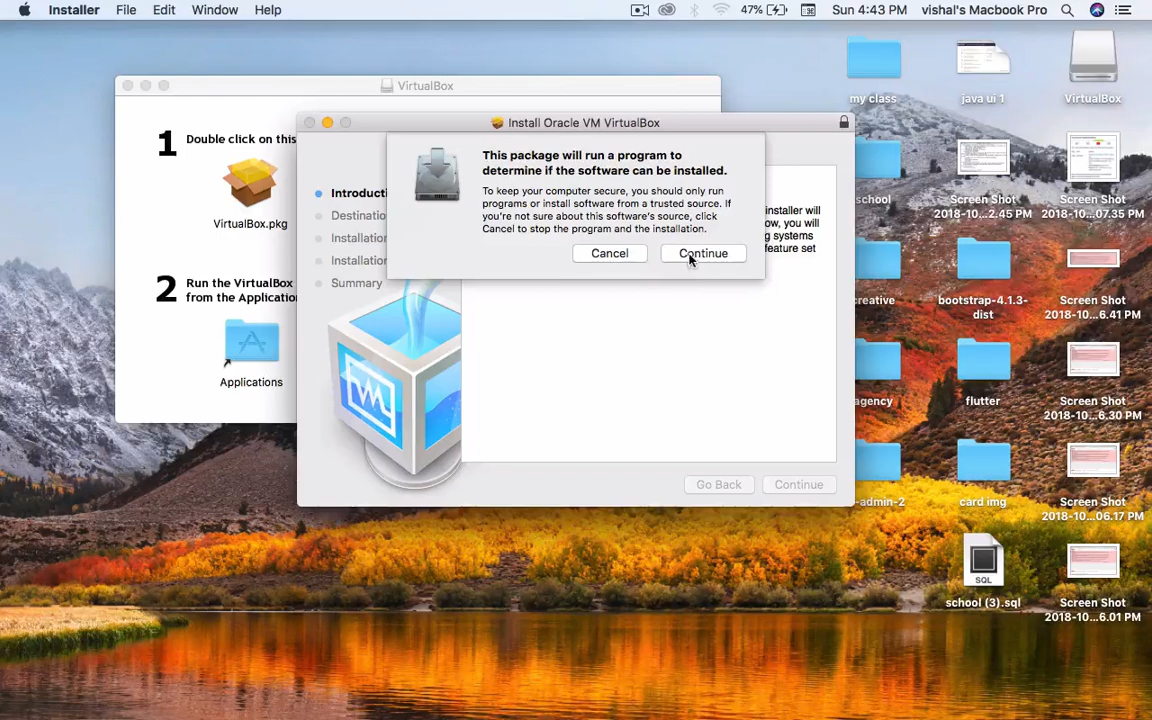 Installer File Edit Window Help
47% Sun 4:43 PM vishal's Macbook Pro
VirtualBox
1 Double click on this
VirtualBox.pkg
2 Run the VirtualBox
from the Application
Applications
Install Oracle VM VirtualBox
This package will run a program to
determine if the software can be installed.
To keep your computer secure, you should only run
programs or install software from a trusted source. If
you're not sure about this software's source, click
Cancel to stop the program and the installation.
Cancel Continue
Introducti
Destinatio
Installation
Installation
Summary
installer will
ow, you will
g systems
feature set
Go Back Continue
my class
java ui 1
VirtualBox
school
Screen Shot
2018-10...2.45 PM
Screen Shot
2018-10...07.35 PM
creative
bootstrap-4.1.3-
dist
Screen Shot
2018-10...6.41 PM
agency
flutter
Screen Shot
2018-10...6.30 PM
-admin-2
card img
Screen Shot
2018-10...06.17 PM
SQL
school (3).sql
Screen Shot
2018-10...6.01 PM